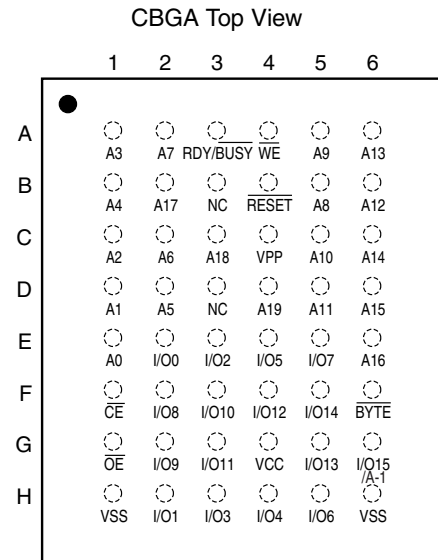 CBGA Top View
1 2 3 4 5 6
A
A3 A7 RDY/BUSY WE A9 A13
B
A4 A17 NC RESET A8 A12
C
A2 A6 A18 VPP A10 A14
D
A1 A5 NC A19 A11 A15
E
A0 I/O0 I/O2 I/O5 I/O7 A16
F
CE I/O8 I/O10 I/O12 I/O14 BYTE
G
OE I/O9 I/O11 VCC I/O13 I/O15
/A-1
H
VSS I/O1 I/O3 I/O4 I/O6 VSS